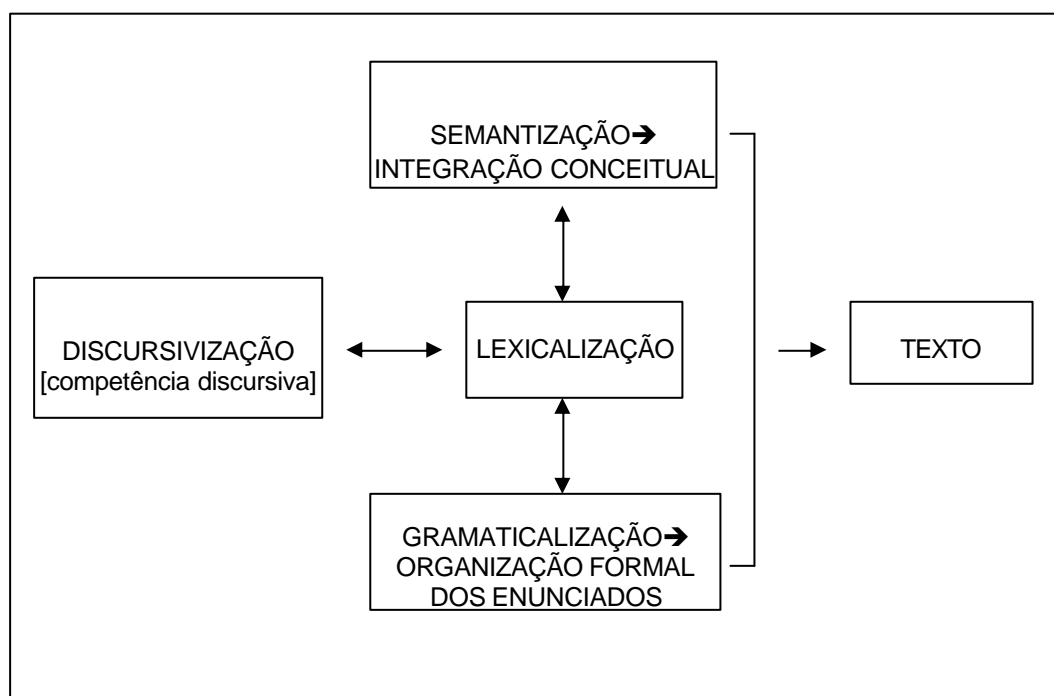 SEMANTIZAÇÃO➔
INTEGRAÇÃO CONCEITUAL
DISCURSIVIZAÇÃO
[competência discursiva]
LEXICALIZAÇÃO
TEXTO
GRAMATICALIZAÇÃO➔
ORGANIZAÇÃO FORMAL
DOS ENUNCIADOS